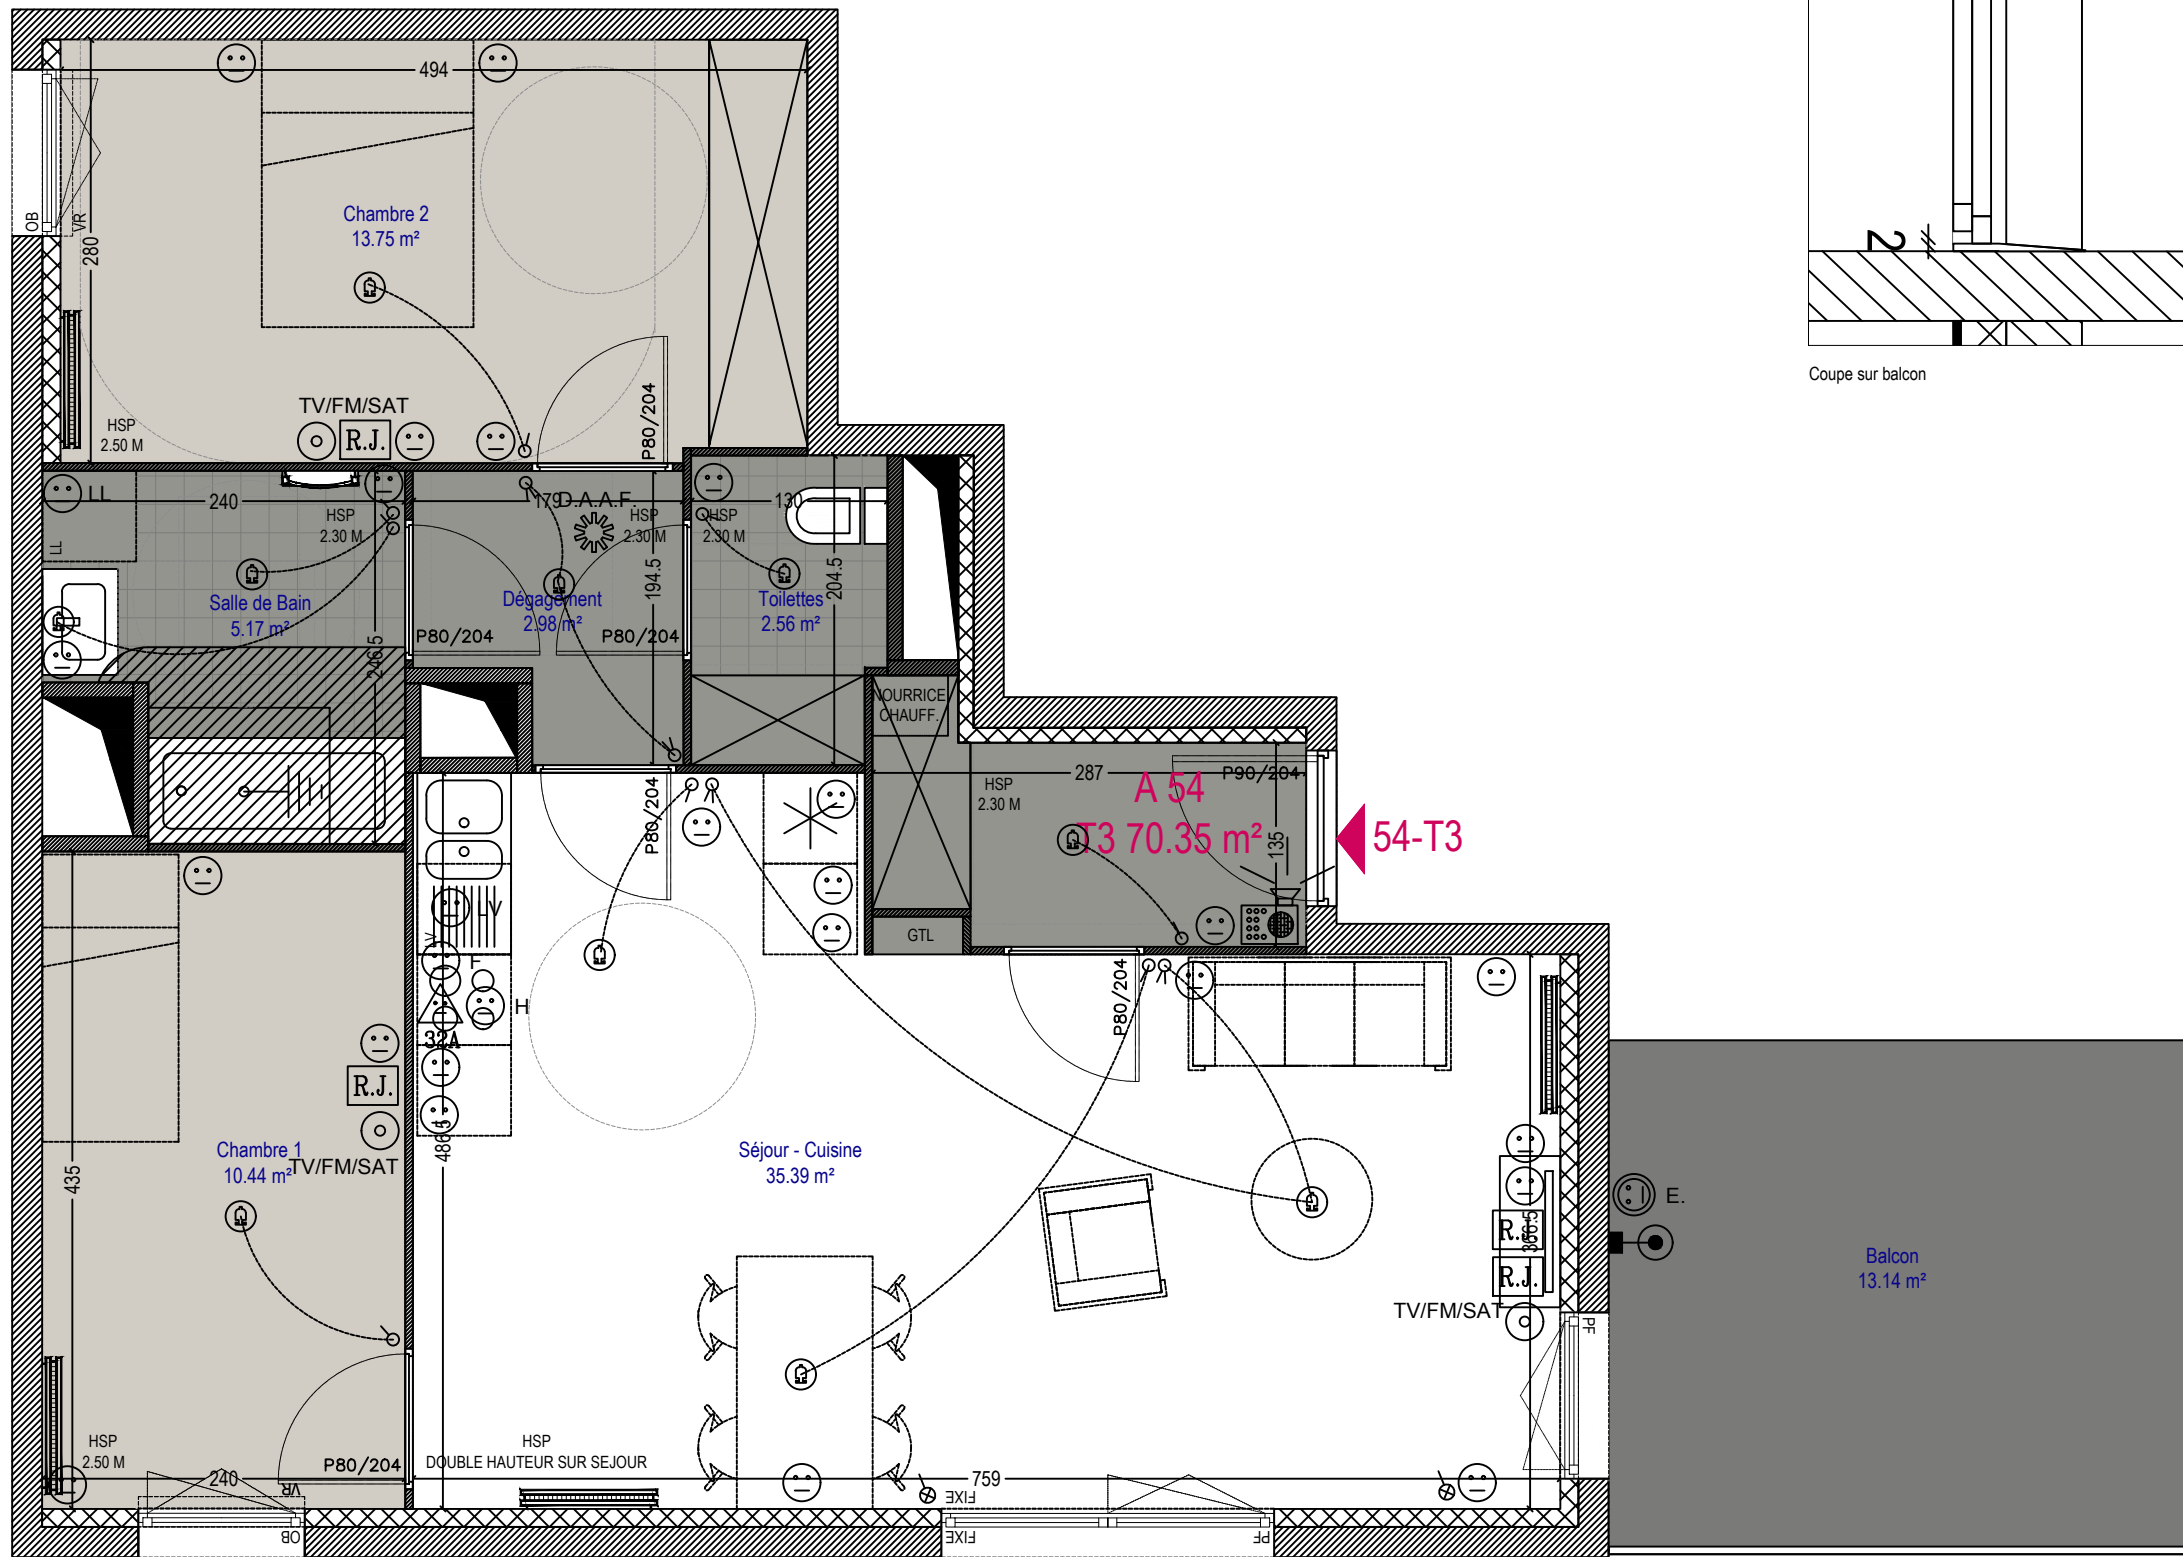 494
OB
VR
280
Chambre 2
13.75 m²
2
Coupe sur balcon
TV/FM/SAT
R.J.
HSP
2.50 M
P80/204
LL
LL
240
HSP
2.30 M
Salle de Bain
5.17 m²
246.5
179
D.A.A.F.
HSP
2.30 M
194.5
Dégagement
2.98 m²
P80/204
P80/204
130
HSP
2.30 M
204.5
Toilettes
2.56 m²
NOURRICE
CHAUFF.
287
HSP
2.30 M
P90/204
A 54
T3 70.35 m²
135
54-T3
GTL
P80/204
LV
LV
F
H
32A
486.5
P80/204
R.J.
TV/FM/SAT
Chambre 1
10.44 m²
435
Séjour - Cuisine
35.39 m²
R.J.
R.J.
366.5
TV/FM/SAT
E.
Balcon
13.14 m²
PF
HSP
2.50 M
P80/204
240
VR
OB
HSP
DOUBLE HAUTEUR SUR SEJOUR
759
FIXE
FIXE
PF